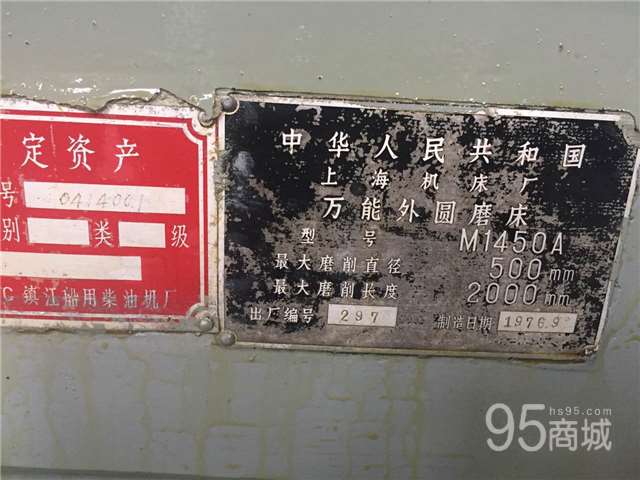 定资产
号 0414001
别 类 级
C镇江船用柴油机厂
中华人民共和国
上海机床厂
万能外圆磨床
型号 M1450A
最大磨削直径 500mm
最大磨削长度 2000mm
出厂编号 297 制造日期 1976.9
95商城
hs95.com